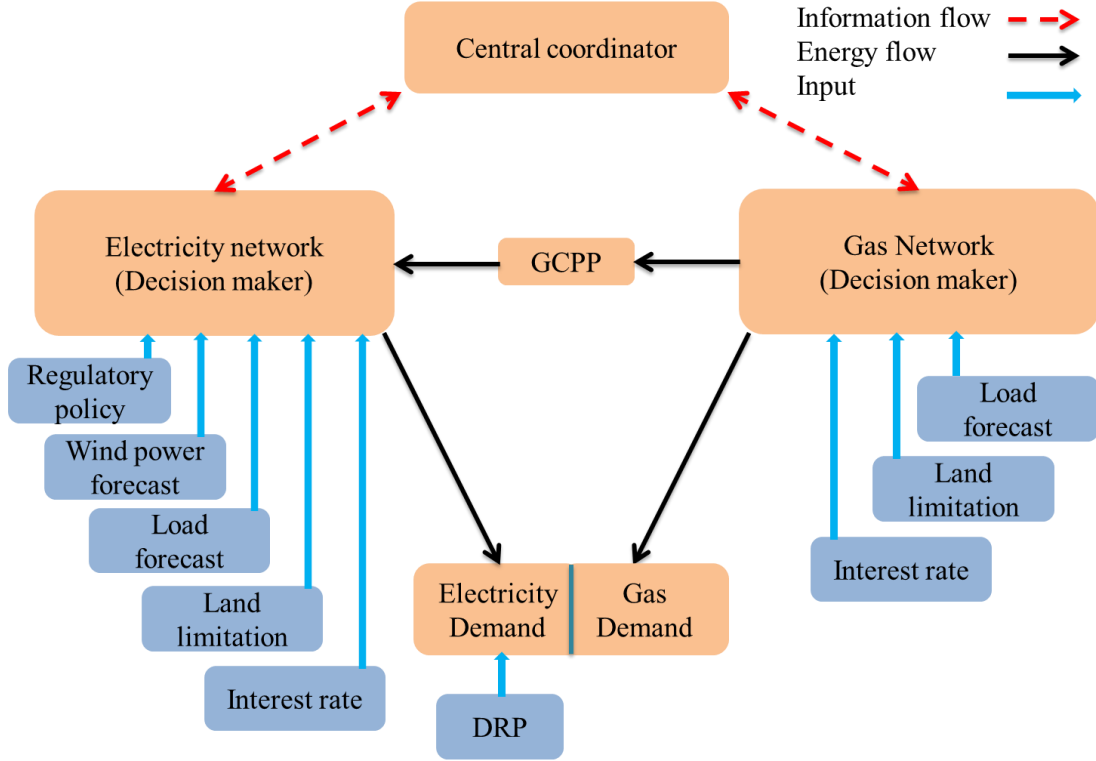 Central coordinator
Information flow
Energy flow
Input
Electricity network
(Decision maker)
GCPP
Gas Network
(Decision maker)
Regulatory
policy
Wind power
forecast
Load
forecast
Land
limitation
Interest rate
Electricity
Demand
Gas
Demand
DRP
Load
forecast
Land
limitation
Interest rate